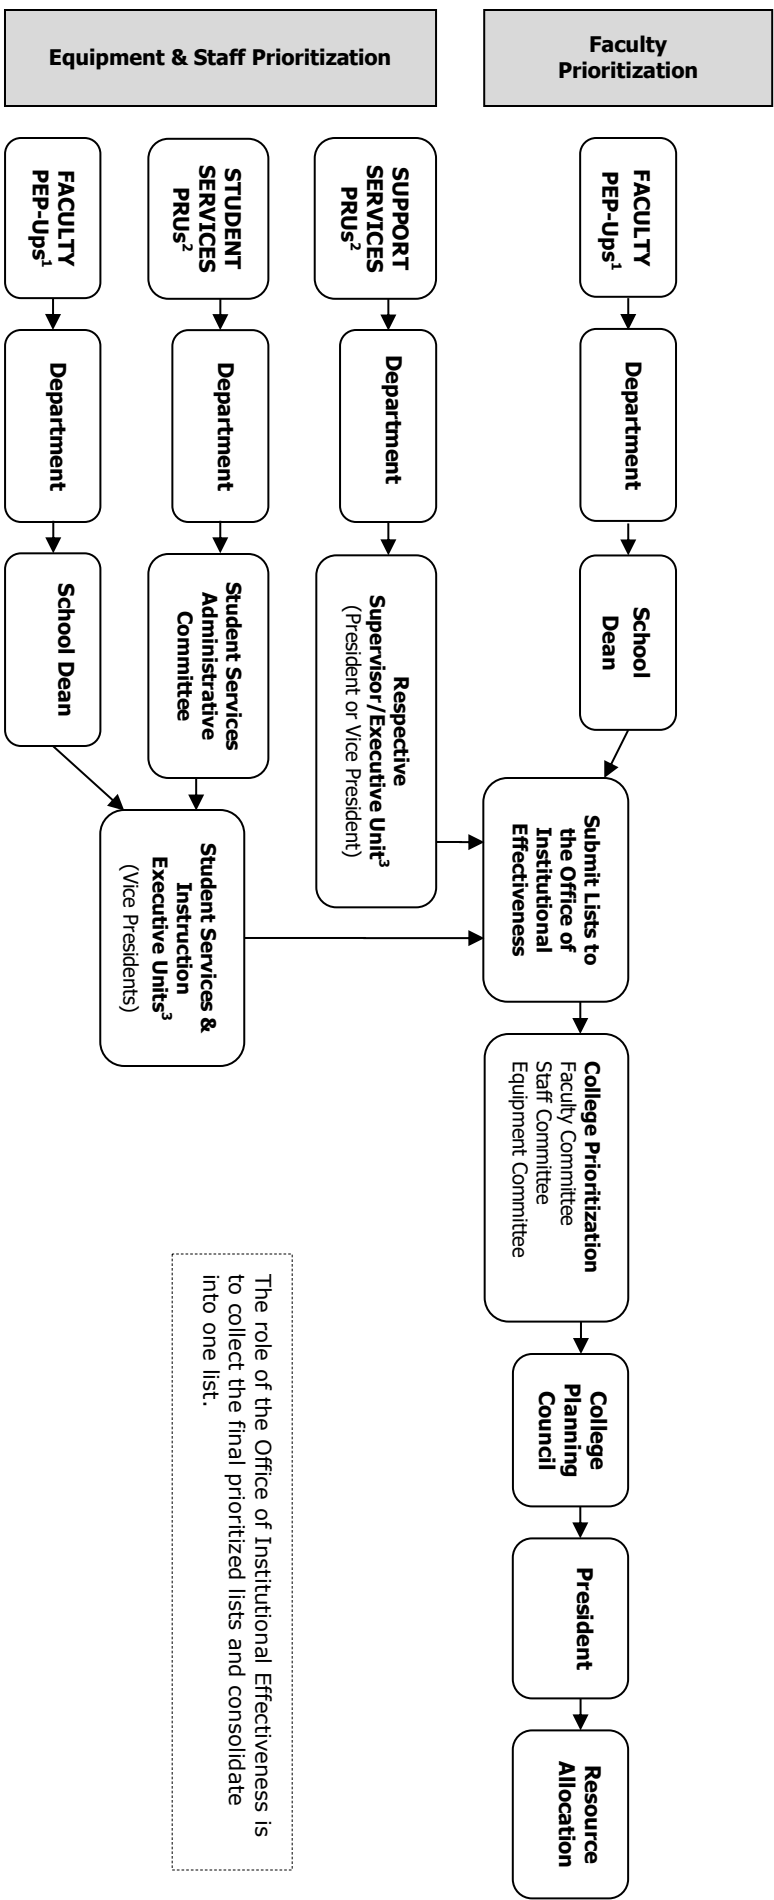 Faculty
Prioritization
FACULTY
PEP-Ups¹
Department
School
Dean
Submit Lists to
the Office of
Institutional
Effectiveness
College Prioritization
Faculty Committee
Staff Committee
Equipment Committee
College
Planning
Council
President
Resource
Allocation
Equipment & Staff Prioritization
SUPPORT
SERVICES
PRUs²
Department
Respective
Supervisor/Executive Unit³
(President or Vice President)
STUDENT
SERVICES
PRUs²
Department
Student Services
Administrative
Committee
Student Services &
Instruction
Executive Units³
(Vice Presidents)
FACULTY
PEP-Ups¹
Department
School Dean
The role of the Office of Institutional Effectiveness is
to collect the final prioritized lists and consolidate
into one list.